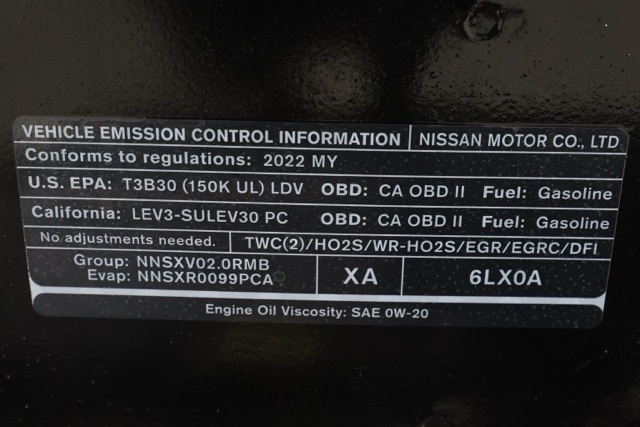 VEHICLE EMISSION CONTROL INFORMATION NISSAN MOTOR CO., LTD
Conforms to regulations: 2022 MY
U.S. EPA: T3B30 (150K UL) LDV OBD: CA OBD II Fuel: Gasoline
California: LEV3-SULEV30 PC OBD: CA OBD II Fuel: Gasoline
No adjustments needed. TWC(2)/HO2S/WR-HO2S/EGR/EGRC/DFI
Group: NNSXV02.0RMB
Evap: NNSXR0099PCA
XA 6LX0A
Engine Oil Viscosity: SAE 0W-20